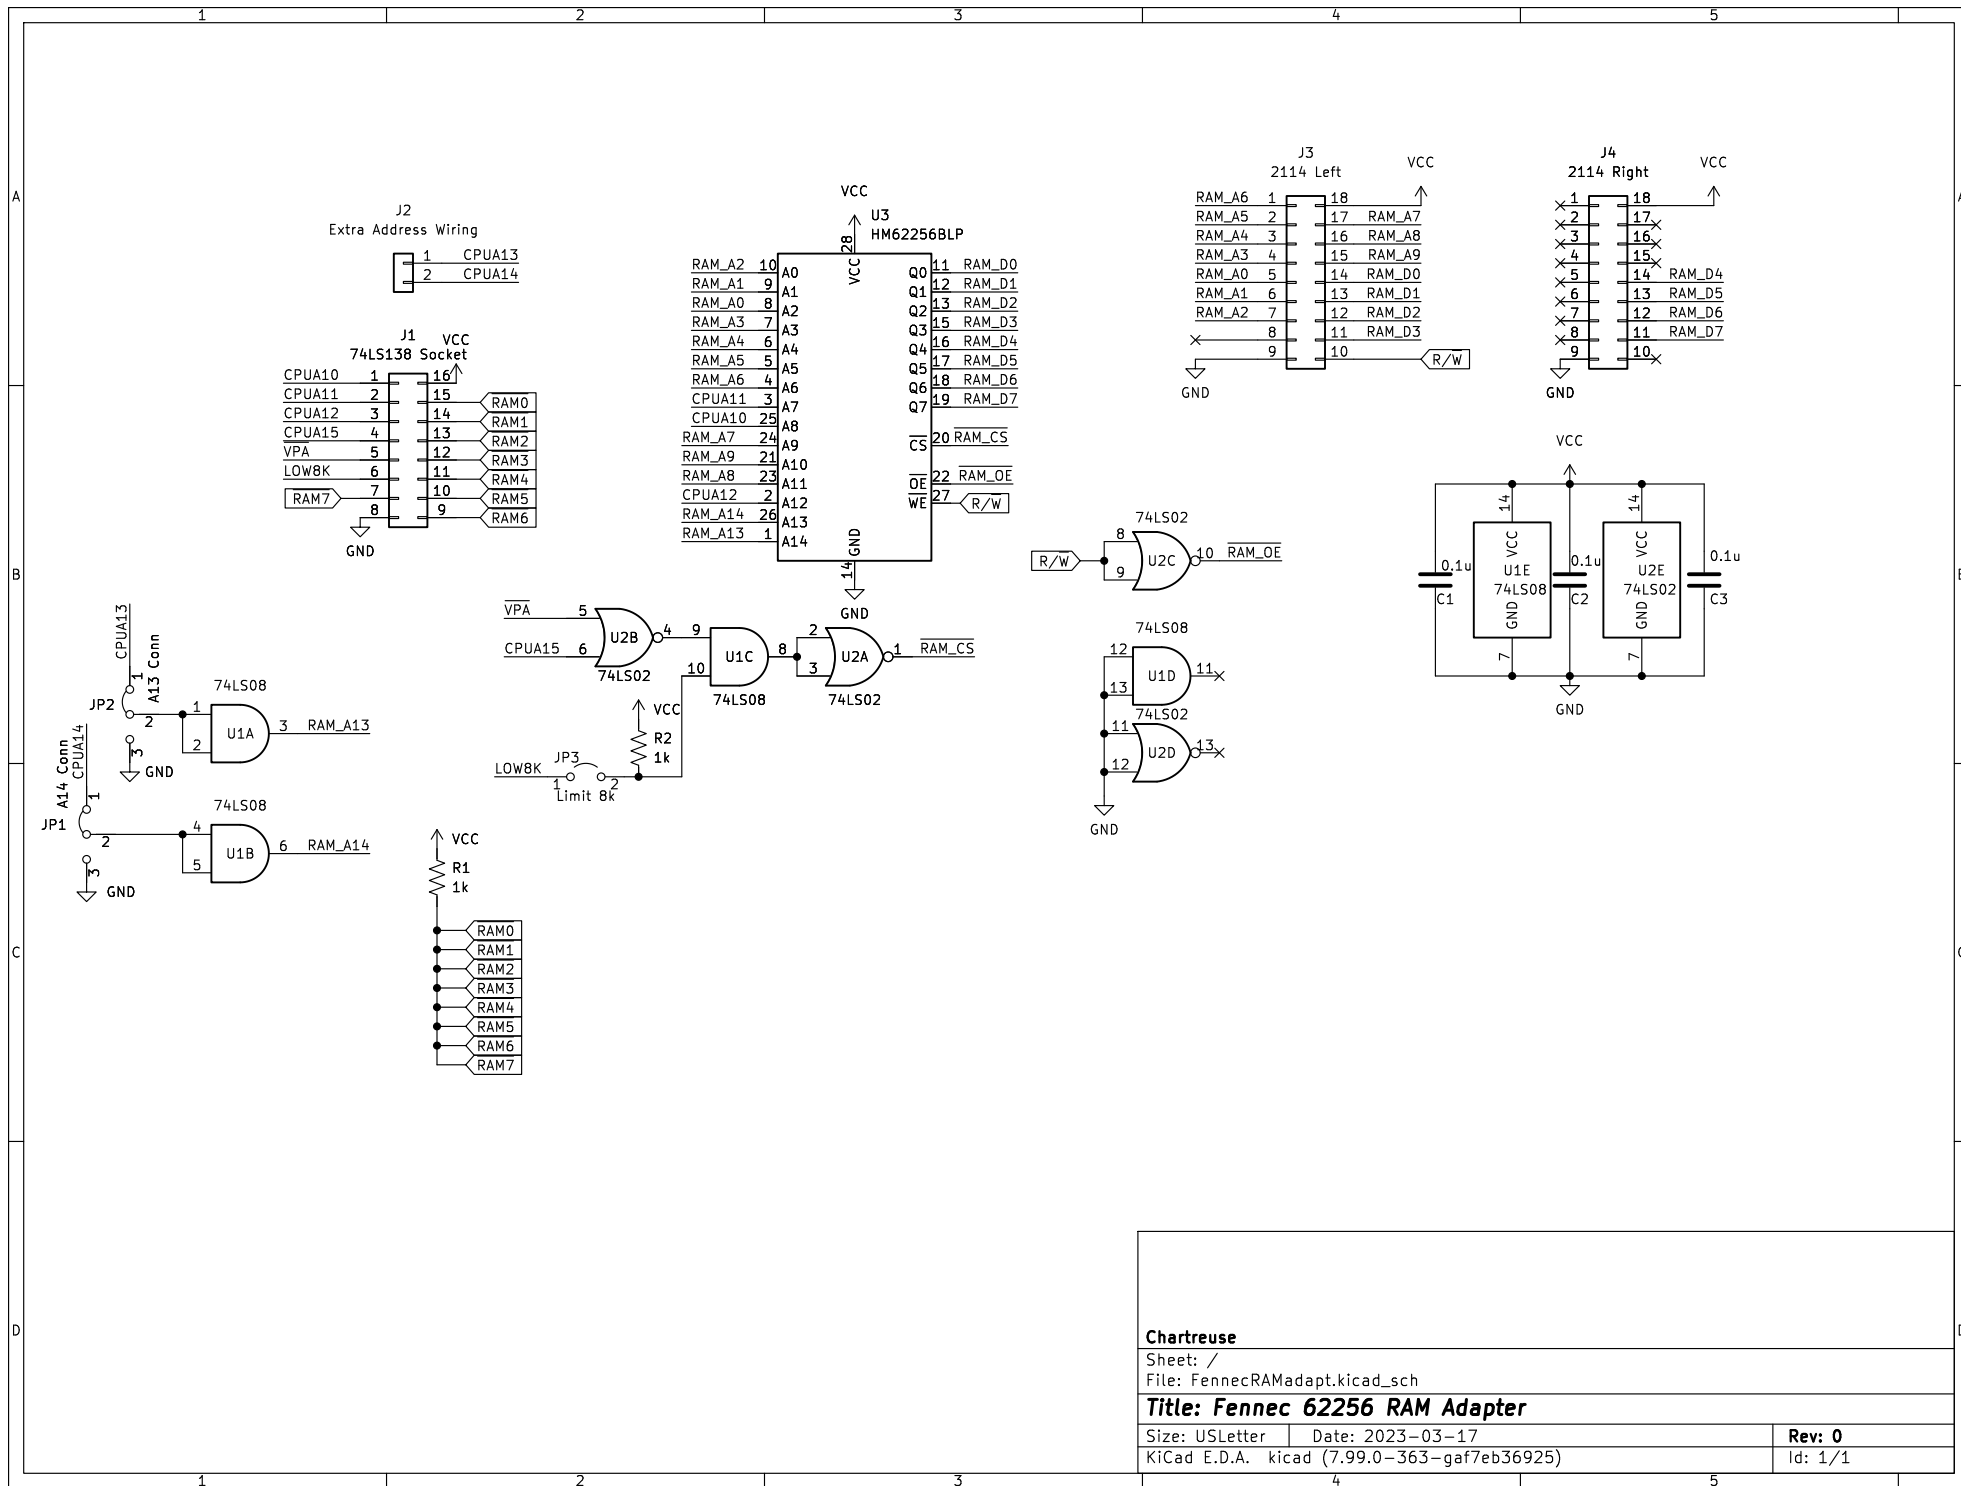 1 2 3 4 5
A
B
C
D
J2
Extra Address Wiring
1 CPUA13
2 CPUA14
J1
74LS138 Socket
VCC
CPUA10 1 16
CPUA11 2 15 RAM0
CPUA12 3 14 RAM1
CPUA15 4 13 RAM2
VPA 5 12 RAM3
LOW8K 6 11 RAM4
RAM7 7 10 RAM5
8 9 RAM6
GND
VCC
U3
HM62256BLP
28
VCC
RAM_A2 10 A0 Q0 11 RAM_D0
RAM_A1 9 A1 Q1 12 RAM_D1
RAM_A0 8 A2 Q2 13 RAM_D2
RAM_A3 7 A3 Q3 15 RAM_D3
RAM_A4 6 A4 Q4 16 RAM_D4
RAM_A5 5 A5 Q5 17 RAM_D5
RAM_A6 4 A6 Q6 18 RAM_D6
CPUA11 3 A7 Q7 19 RAM_D7
CPUA10 25 A8
RAM_A7 24 A9 CS 20 RAM_CS
RAM_A9 21 A10
RAM_A8 23 A11 OE 22 RAM_OE
CPUA12 2 A12 WE 27 R/W
RAM_A14 26 A13
RAM_A13 1 A14
GND
14
GND
J3
2114 Left
VCC
RAM_A6 1 18
RAM_A5 2 17 RAM_A7
RAM_A4 3 16 RAM_A8
RAM_A3 4 15 RAM_A9
RAM_A0 5 14 RAM_D0
RAM_A1 6 13 RAM_D1
RAM_A2 7 12 RAM_D2
8 11 RAM_D3
9 10 R/W
GND
J4
2114 Right
VCC
1 18
2 17
3 16
4 15
5 14 RAM_D4
6 13 RAM_D5
7 12 RAM_D6
8 11 RAM_D7
9 10
GND
VCC
14 14
VCC VCC
0.1u 0.1u 0.1u
U1E U2E
74LS08 74LS02
C1 C2 C3
GND GND
7 7
GND
74LS02
R/W 8 9 U2C 10 RAM_OE
74LS08
12 13 U1D 11
74LS02
11 12 U2D 13
GND
VPA 5
CPUA15 6
U2B 4
74LS02
9 10 U1C 8
74LS08
2 3 U2A 1 RAM_CS
74LS02
VCC
R2
1k
LOW8K 1 JP3 2
Limit 8k
CPUA13
A13 Conn
JP2 1 2 3
GND
74LS08
1 2 U1A 3 RAM_A13
CPUA14
A14 Conn
JP1 1 2 3
GND
74LS08
4 5 U1B 6 RAM_A14
VCC
R1
1k
RAM0
RAM1
RAM2
RAM3
RAM4
RAM5
RAM6
RAM7
Chartreuse
Sheet: /
File: FennecRAMadapt.kicad_sch
Title: Fennec 62256 RAM Adapter
Size: USLetter Date: 2023-03-17 Rev: 0
KiCad E.D.A. kicad (7.99.0-363-gaf7eb36925) Id: 1/1
1 2 3 4 5